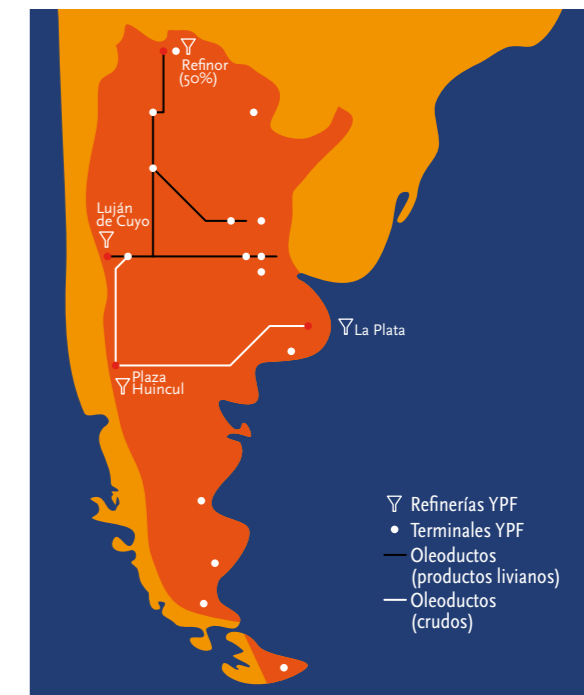 Refinor
(50%)
Luján
de Cuyo
La Plata
Plaza
Huincul
Refinerías YPF
Terminales YPF
Oleoductos
(productos livianos)
Oleoductos
(crudos)